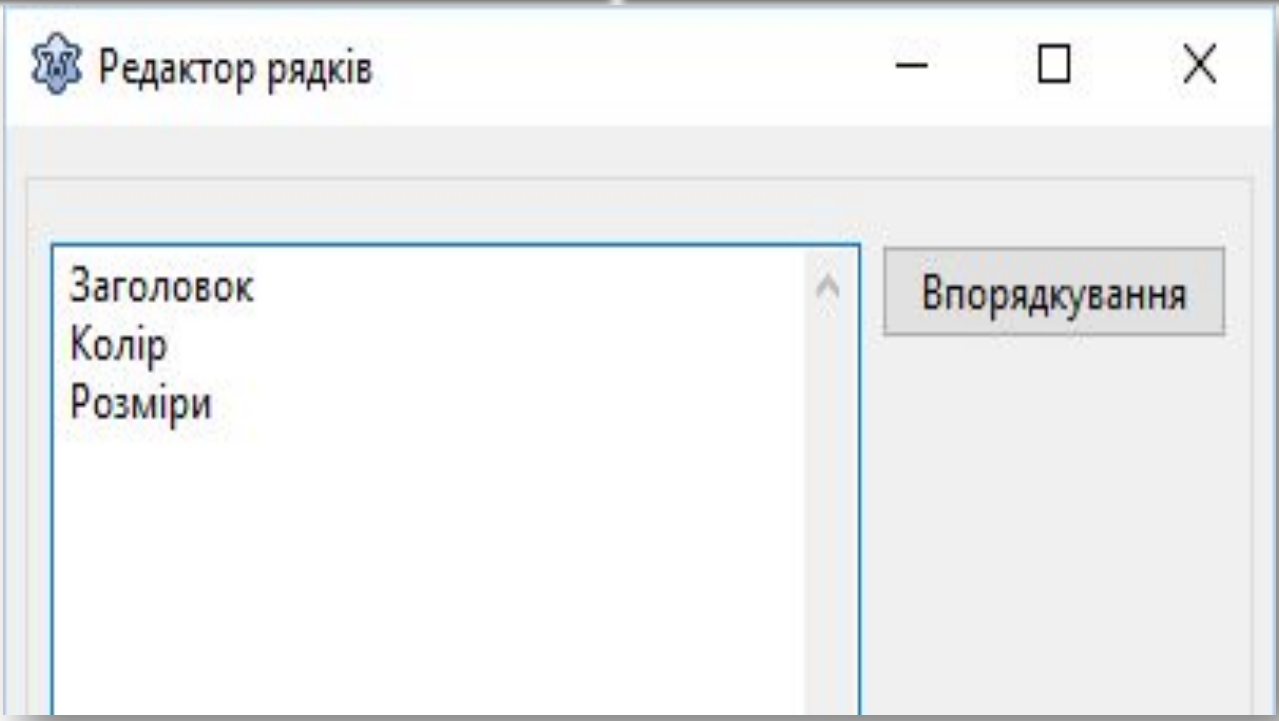 Редактор рядків
Заголовок
Колір
Розміри
Впорядкування